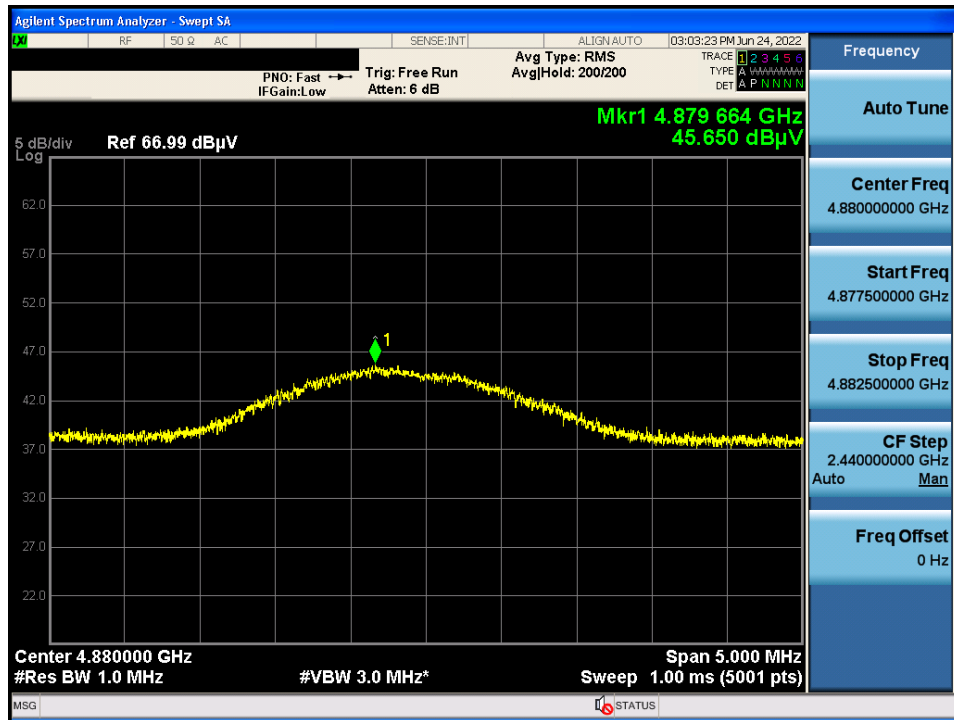 Agilent Spectrum Analyzer - Swept SA
LXI RF 50 Ω AC SENSE:INT ALIGN AUTO 03:03:23 PM Jun 24, 2022
Frequency
PNO: Fast
IFGain:Low
Trig: Free Run
Atten: 6 dB
Avg Type: RMS
Avg|Hold: 200/200
TRACE 1 2 3 4 5 6
TYPE A WWWWWW
DET A P N N N N
Auto Tune
Mkr1 4.879 664 GHz
45.650 dBµV
5 dB/div Ref 66.99 dBµV
Log
62.0
57.0
52.0
47.0
42.0
37.0
32.0
27.0
22.0
1
Center Freq
4.880000000 GHz
Start Freq
4.877500000 GHz
Stop Freq
4.882500000 GHz
CF Step
2.440000000 GHz
Auto Man
Freq Offset
0 Hz
Center 4.880000 GHz Span 5.000 MHz
#Res BW 1.0 MHz #VBW 3.0 MHz* Sweep 1.00 ms (5001 pts)
MSG STATUS